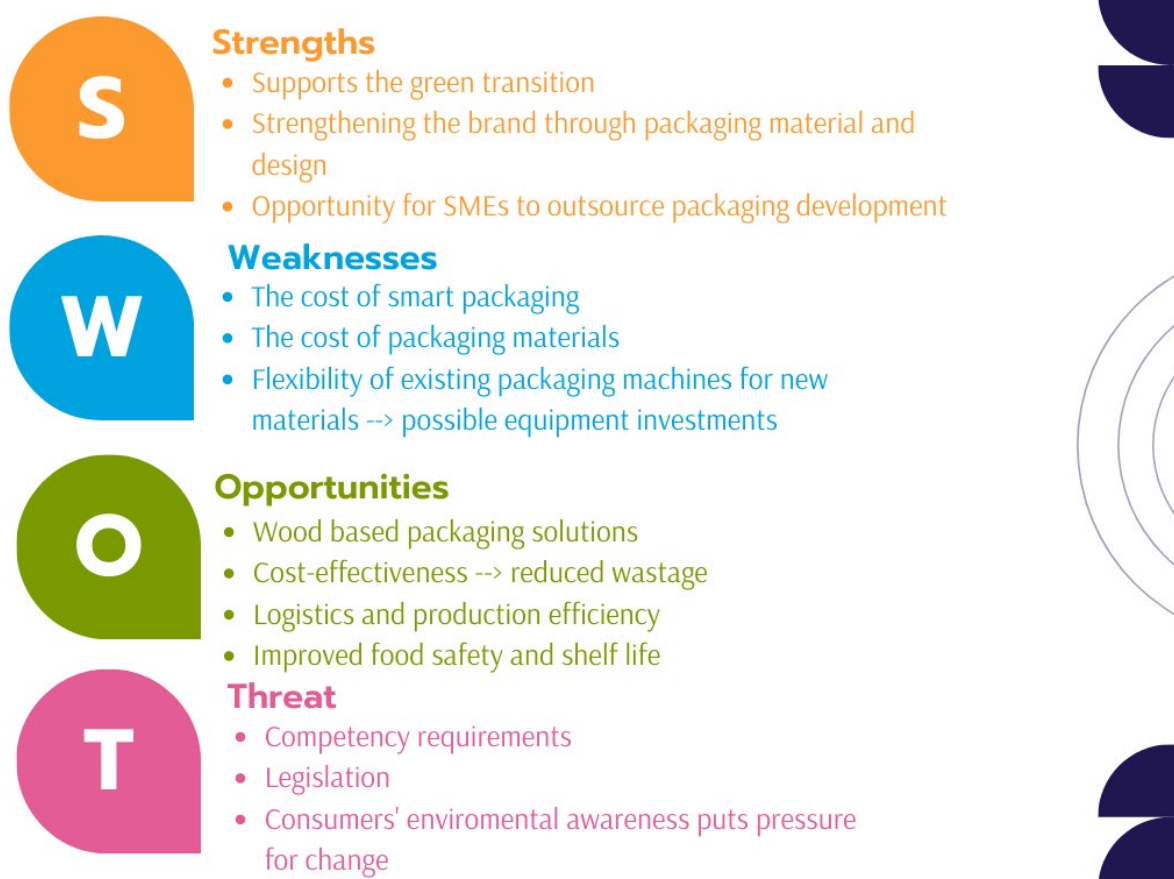 S
Strengths
• Supports the green transition
• Strengthening the brand through packaging material and
design
• Opportunity for SMEs to outsource packaging development
W
Weaknesses
• The cost of smart packaging
• The cost of packaging materials
• Flexibility of existing packaging machines for new
materials --> possible equipment investments
O
Opportunities
• Wood based packaging solutions
• Cost-effectiveness --> reduced wastage
• Logistics and production efficiency
• Improved food safety and shelf life
T
Threat
• Competency requirements
• Legislation
• Consumers' enviromental awareness puts pressure
for change